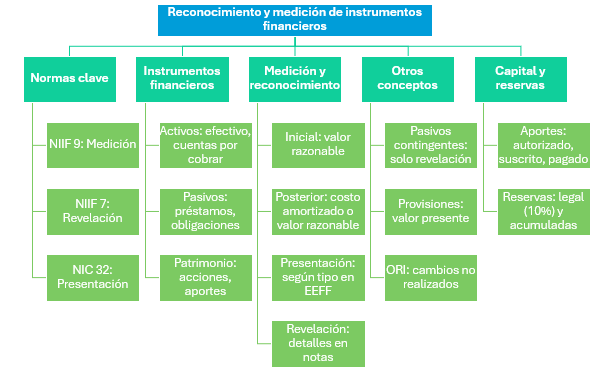 Reconocimiento y medición de instrumentos
financieros
Normas clave
NIIF 9: Medición
NIIF 7:
Revelación
NIC 32:
Presentación
Instrumentos
financieros
Activos: efectivo,
cuentas por
cobrar
Pasivos:
préstamos,
obligaciones
Patrimonio:
acciones,
aportes
Medición y
reconocimiento
Inicial: valor
razonable
Posterior: costo
amortizado o
valor razonable
Presentación:
según tipo en
EEFF
Revelación:
detalles en
notas
Otros
conceptos
Pasivos
contingentes:
solo revelación
Provisiones:
valor presente
ORI: cambios no
realizados
Capital y
reservas
Aportes:
autorizado,
suscrito, pagado
Reservas: legal
(10%) y
acumuladas